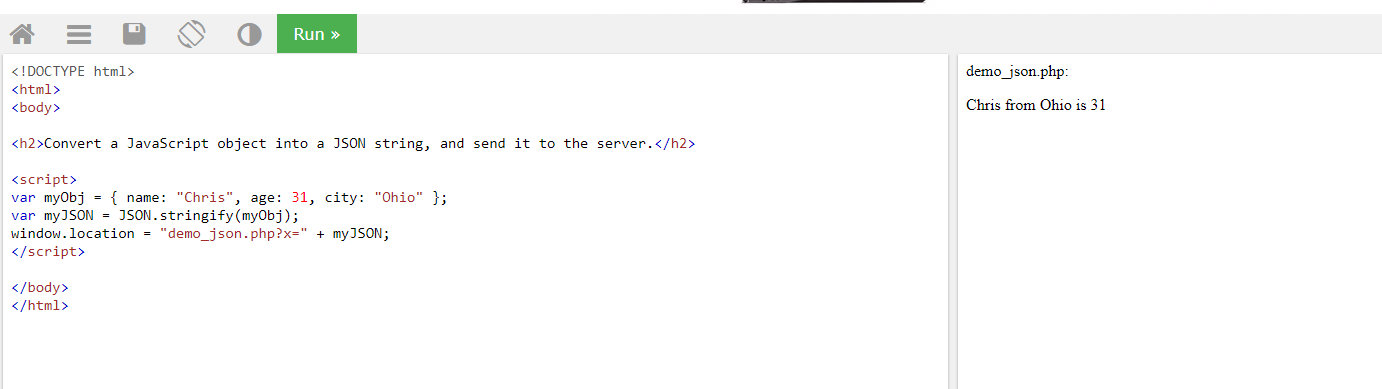 Run »
<!DOCTYPE html>
<html>
<body>
<h2>Convert a JavaScript object into a JSON string, and send it to the server.</h2>
<script>
var myObj = { name: "Chris", age: 31, city: "Ohio" };
var myJSON = JSON.stringify(myObj);
window.location = "demo_json.php?x=" + myJSON;
</script>
</body>
</html>
demo_json.php:
Chris from Ohio is 31